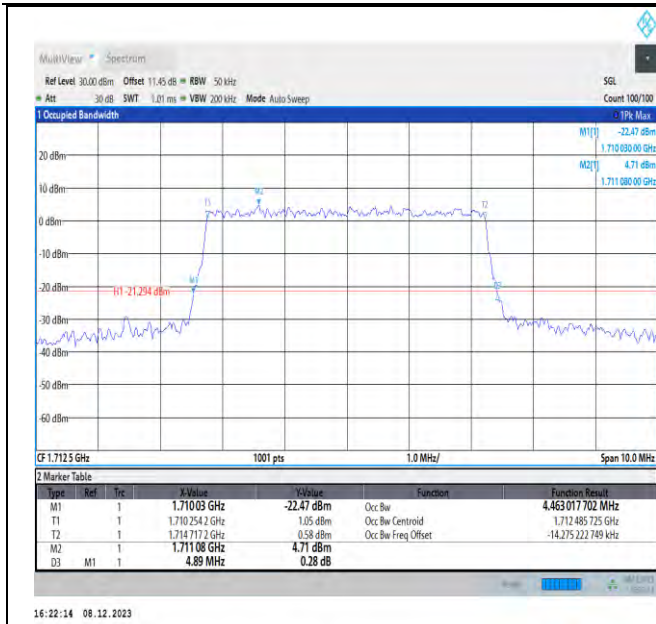 MultiView Spectrum
Ref Level 30.00 dBm Offset 11.45 dB RBW 50 kHz SGL
Att 30 dB SWT 1.01 ms VBW 200 kHz Mode Auto Sweep Count 100/100
1 Occupied Bandwidth 1Pk Max
M1[1] -22.47 dBm
1.710 030 00 GHz
M2[1] 4.71 dBm
1.711 080 00 GHz
20 dBm
10 dBm
M2
T1 T2
0 dBm
-10 dBm
-20 dBm
M1
D3
H1 -21.294 dBm
-30 dBm
-40 dBm
-50 dBm
-60 dBm
CF 1.712 5 GHz 1001 pts 1.0 MHz/ Span 10.0 MHz
2 Marker Table
Type Ref Trc X-Value Y-Value Function Function Result
M1 1 1.710 03 GHz -22.47 dBm Occ Bw 4.463 017 702 MHz
T1 1 1.710 254 2 GHz 1.05 dBm Occ Bw Centroid 1.712 485 725 GHz
T2 1 1.714 717 2 GHz 0.58 dBm Occ Bw Freq Offset -14.275 222 749 kHz
M2 1 1.711 08 GHz 4.71 dBm
D3 M1 1 4.89 MHz 0.28 dB
16:22:14 08.12.2023